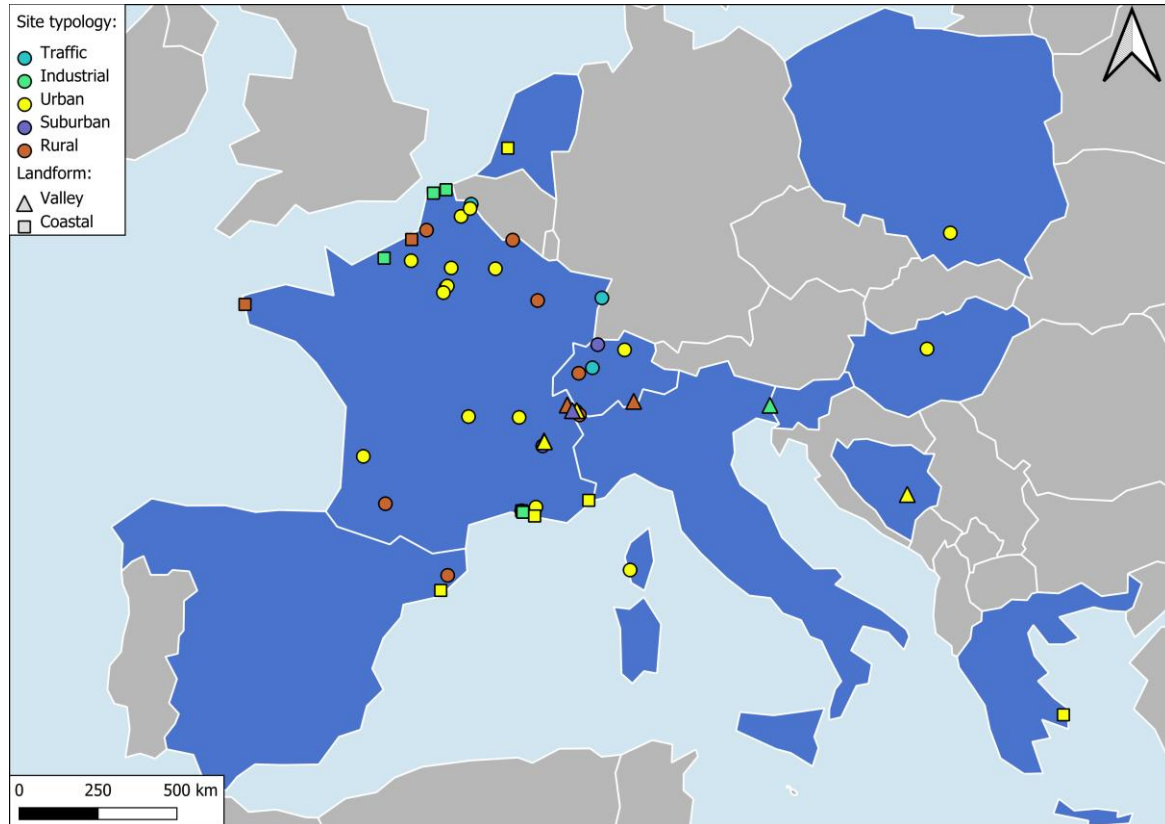 Site typology:
Traffic
Industrial
Urban
Suburban
Rural
Landform:
Valley
Coastal
0 250 500 km